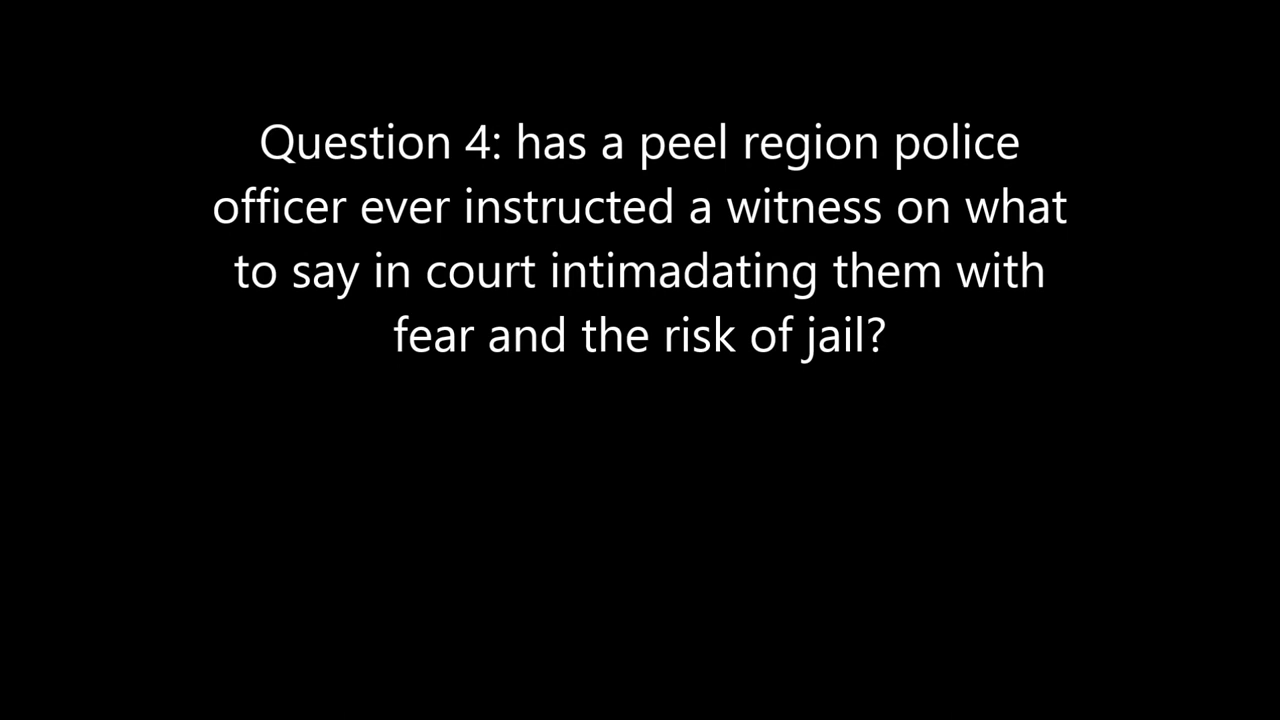 Question 4: has a peel region police
officer ever instructed a witness on what
to say in court intimadating them with
fear and the risk of jail?